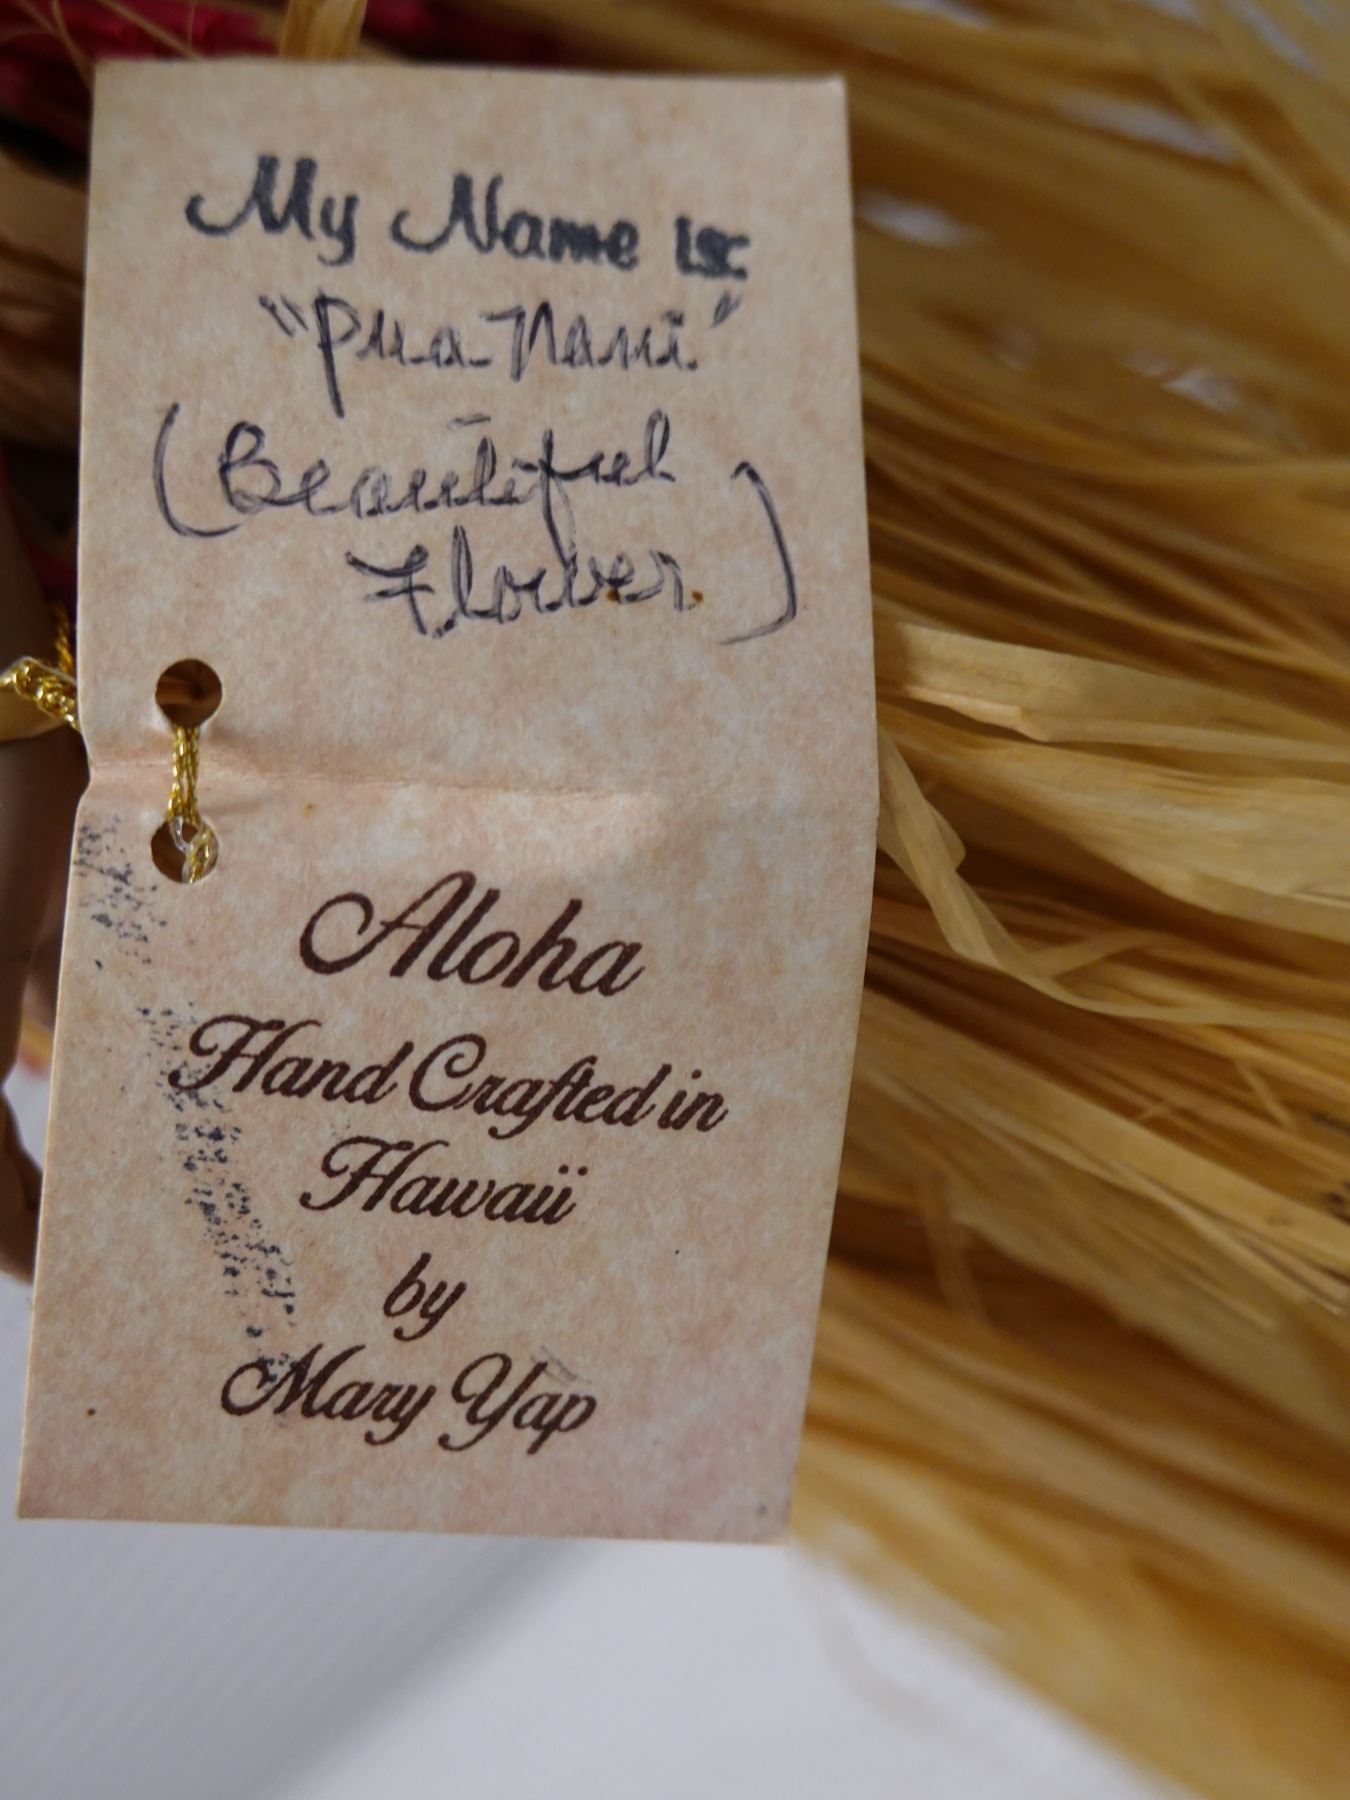 My Name is:
"Pua Nani"
(Beautiful
Flower)
Aloha
Hand Crafted in
Hawaii
by
Mary Yap